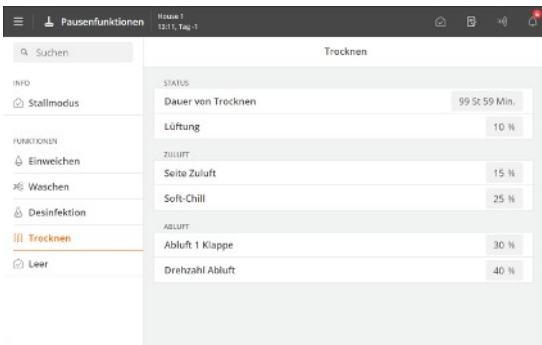 Pausenfunktionen
House 1
13:11, Tag -1
Suchen
Trocknen
INFO
Stallmodus
FUNKTIONEN
Einweichen
Waschen
Desinfektion
Trocknen
Leer
STATUS
Dauer von Trocknen 99 St 59 Min.
Lüftung 10 %
ZULUFT
Seite Zuluft 15 %
Soft-Chill 25 %
ABLUFT
Abluft 1 Klappe 30 %
Drehzahl Abluft 40 %